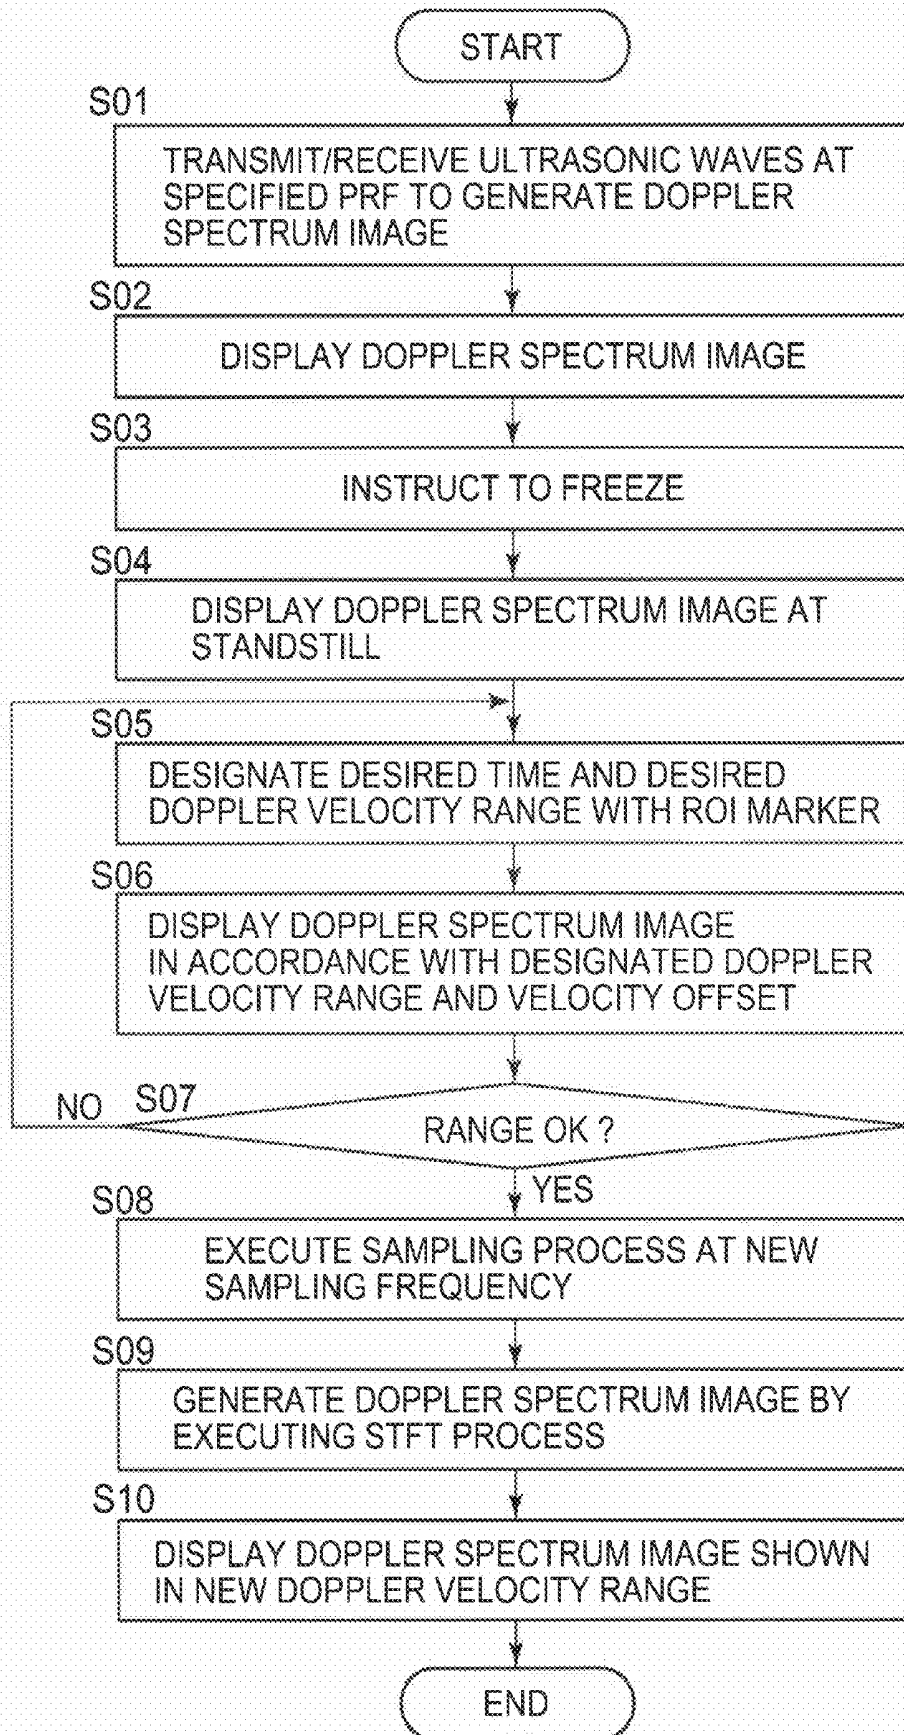 START
S01
TRANSMIT/RECEIVE ULTRASONIC WAVES AT
SPECIFIED PRF TO GENERATE DOPPLER
SPECTRUM IMAGE
S02
DISPLAY DOPPLER SPECTRUM IMAGE
S03
INSTRUCT TO FREEZE
S04
DISPLAY DOPPLER SPECTRUM IMAGE AT
STANDSTILL
S05
DESIGNATE DESIRED TIME AND DESIRED
DOPPLER VELOCITY RANGE WITH ROI MARKER
S06
DISPLAY DOPPLER SPECTRUM IMAGE
IN ACCORDANCE WITH DESIGNATED DOPPLER
VELOCITY RANGE AND VELOCITY OFFSET
NO S07
RANGE OK ?
YES
S08
EXECUTE SAMPLING PROCESS AT NEW
SAMPLING FREQUENCY
S09
GENERATE DOPPLER SPECTRUM IMAGE BY
EXECUTING STFT PROCESS
S10
DISPLAY DOPPLER SPECTRUM IMAGE SHOWN
IN NEW DOPPLER VELOCITY RANGE
END